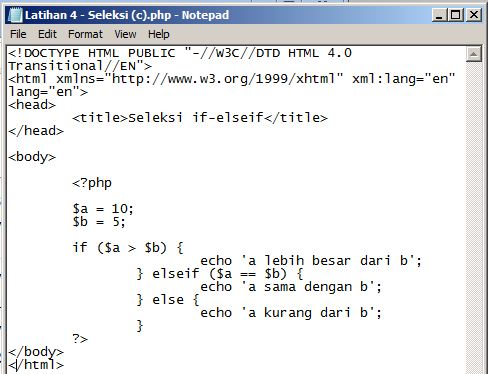 Latihan 4 - Seleksi (c).php - Notepad
File Edit Format View Help
<!DOCTYPE HTML PUBLIC "-//W3C//DTD HTML 4.0
Transitional//EN">
<html xmlns="http://www.w3.org/1999/xhtml" xml:lang="en"
lang="en">
<head>
<title>Seleksi if-elseif</title>
</head>
<body>
<?php
$a = 10;
$b = 5;
if ($a > $b) {
echo 'a lebih besar dari b';
} elseif ($a == $b) {
echo 'a sama dengan b';
} else {
echo 'a kurang dari b';
}
?>
</body>
</html>